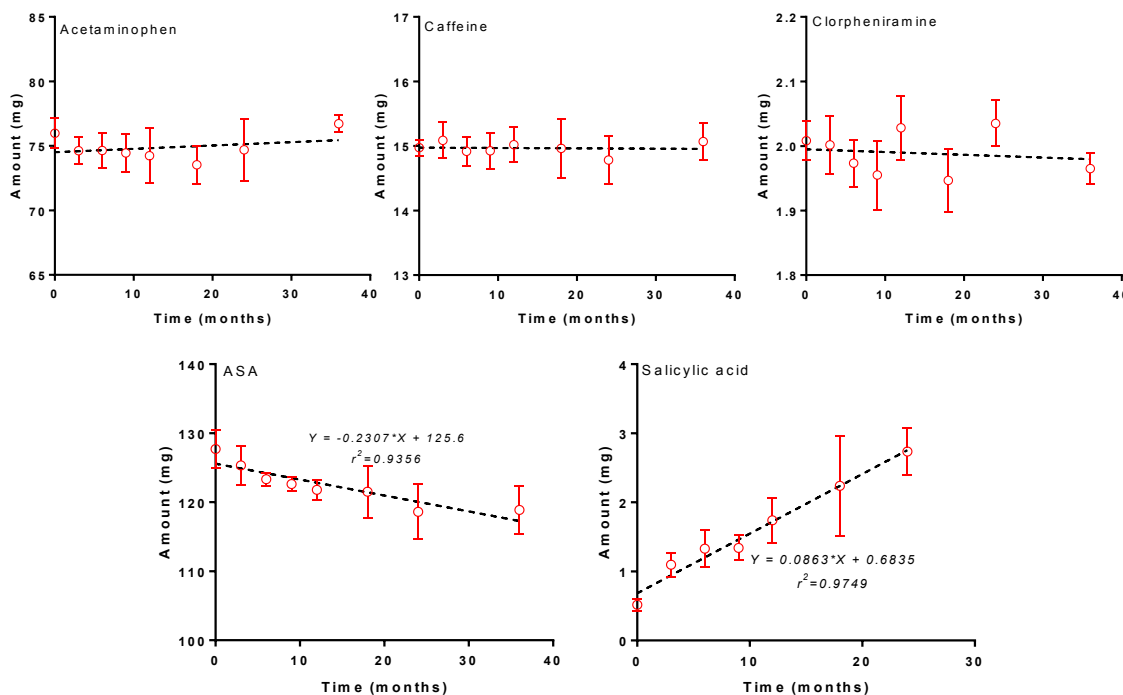 Acetaminophen
Amount (mg)
85
80
75
70
65
0 10 20 30 40
Time (months)
Caffeine
Amount (mg)
17
16
15
14
13
0 10 20 30 40
Time (months)
Clorpheniramine
Amount (mg)
2.2
2.1
2.0
1.9
1.8
0 10 20 30 40
Time (months)
ASA
Amount (mg)
140
130
120
110
100
Y = -0.2307*X + 125.6
r²=0.9356
0 10 20 30 40
Time (months)
Salicylic acid
Amount (mg)
4
3
2
1
0
Y = 0.0863*X + 0.6835
r²=0.9749
0 10 20 30
Time (months)